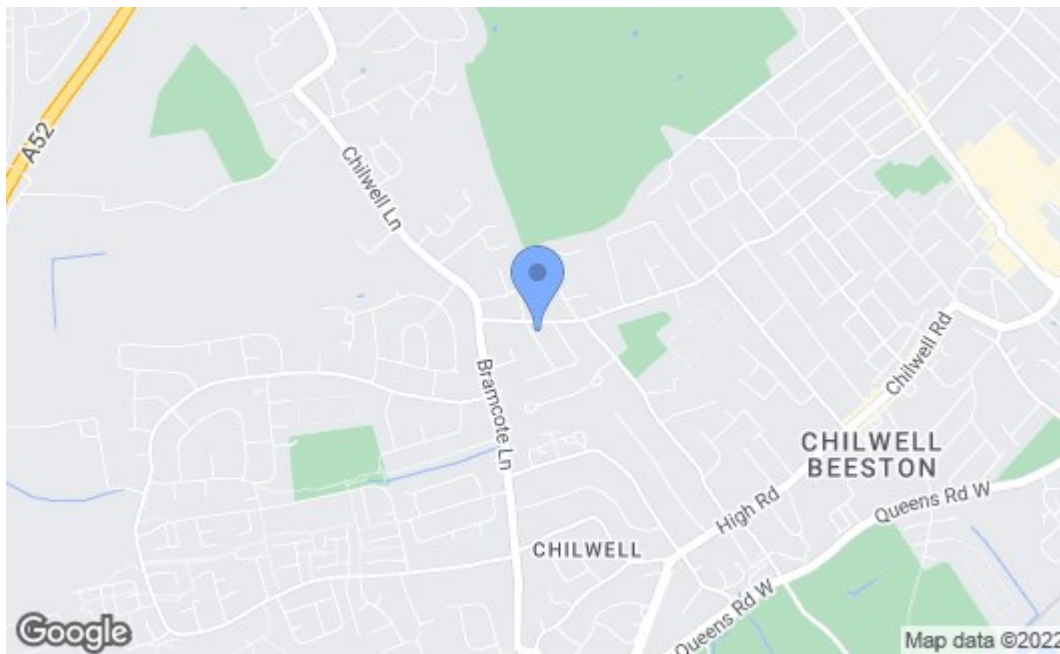 A52
Chilwell Ln
Bramcote Ln
Chilwell Rd
CHILWELL
BEESTON
Queens Rd W
High Rd
CHILWELL
Queens Rd W
Google
Map data ©2022